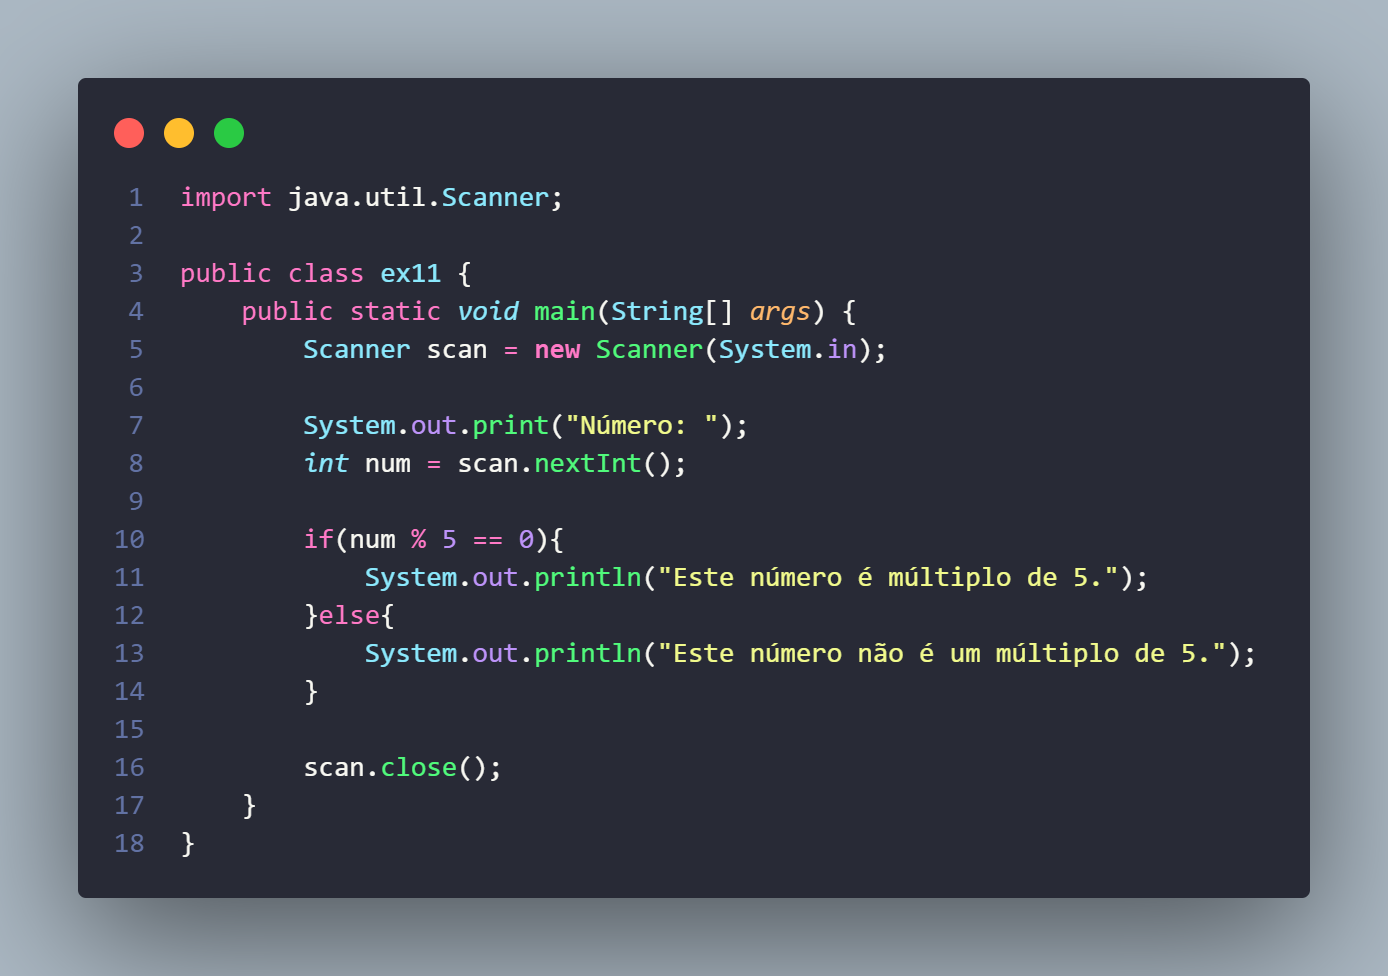 1 import java.util.Scanner;
2
3 public class ex11 {
4     public static void main(String[] args) {
5         Scanner scan = new Scanner(System.in);
6
7         System.out.print("Número: ");
8         int num = scan.nextInt();
9
10         if(num % 5 == 0){
11             System.out.println("Este número é múltiplo de 5.");
12         }else{
13             System.out.println("Este número não é um múltiplo de 5.");
14         }
15
16         scan.close();
17     }
18 }